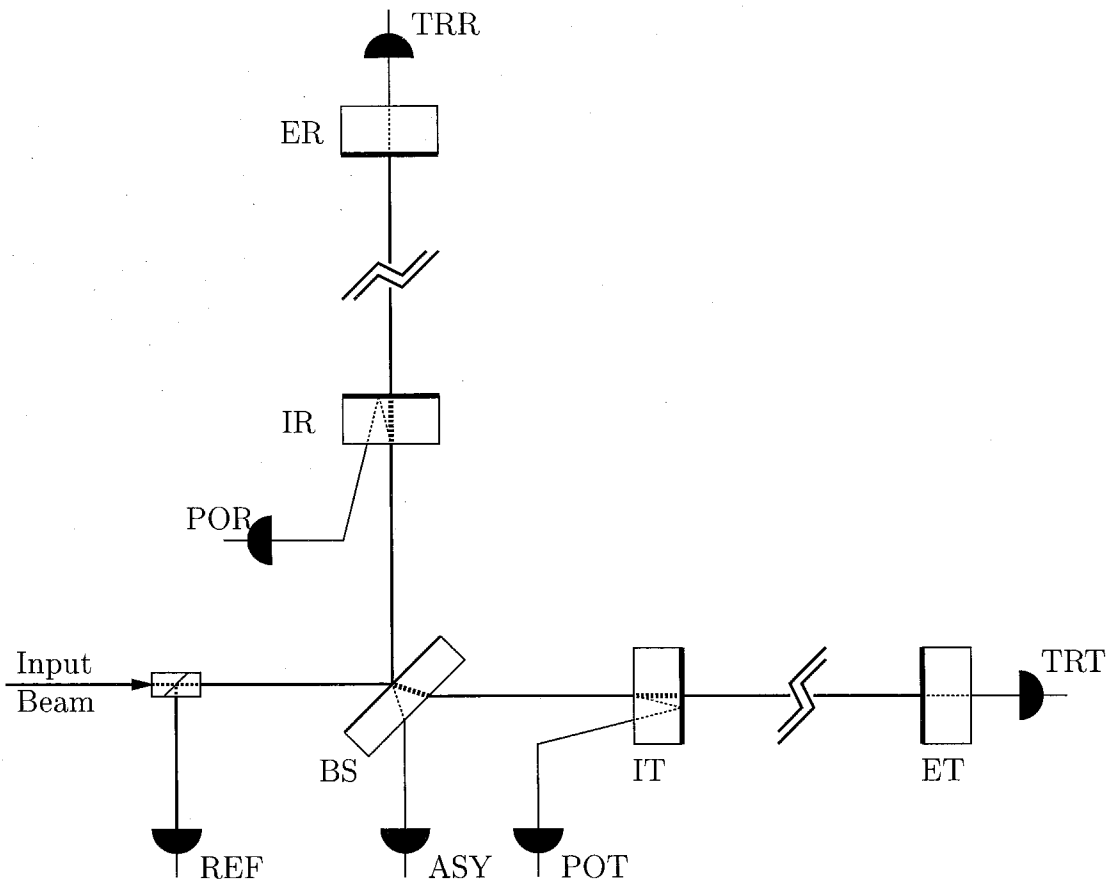 TRR
ER
IR
POR
Input
Beam
TRT
BS
IT
ET
REF
ASY
POT